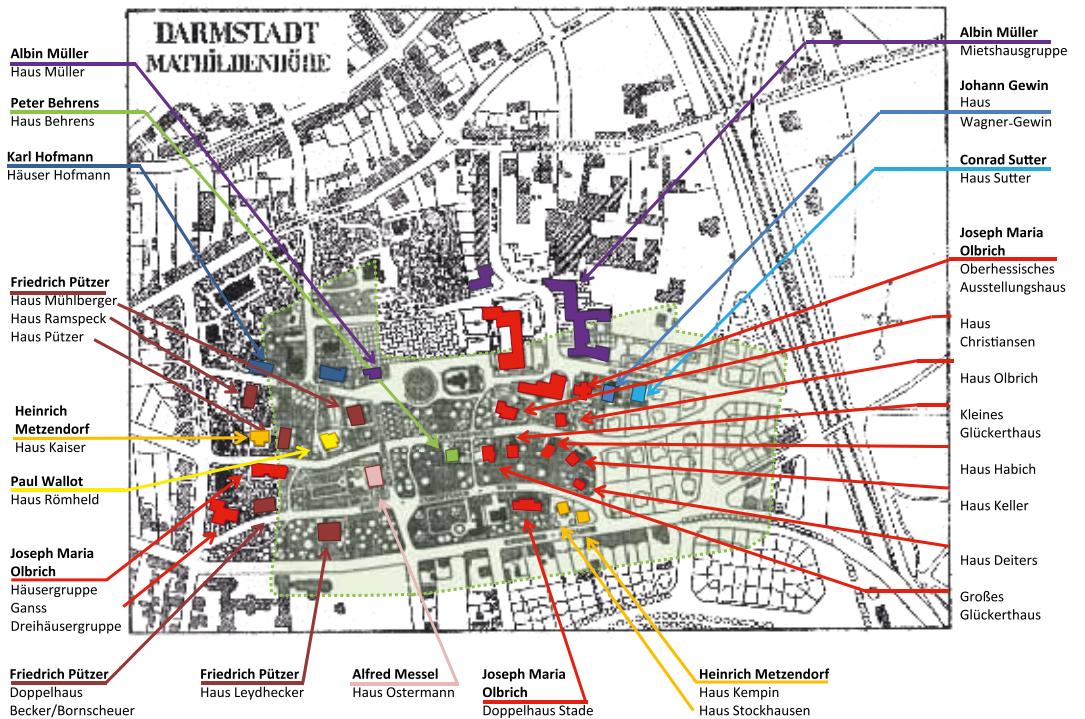 DARMSTADT
MATHILDENHÖHE
Albin Müller
Haus Müller
Peter Behrens
Haus Behrens
Karl Hofmann
Häuser Hofmann
Friedrich Pützer
Haus Mühlberger
Haus Ramspeck
Haus Pützer
Heinrich
Metzendorf
Haus Kaiser
Paul Wallot
Haus Römheld
Joseph Maria
Olbrich
Häusergruppe
Ganss
Dreihäusergruppe
Friedrich Pützer
Doppelhaus
Becker/Bornscheuer
Friedrich Pützer
Haus Leydhecker
Alfred Messel
Haus Ostermann
Joseph Maria
Olbrich
Doppelhaus Stade
Heinrich Metzendorf
Haus Kempin
Haus Stockhausen
Albin Müller
Mietshausgruppe
Johann Gewin
Haus
Wagner-Gewin
Conrad Sutter
Haus Sutter
Joseph Maria
Olbrich
Oberhessisches
Ausstellungshaus
Haus
Christiansen
Haus Olbrich
Kleines
Glückerthaus
Haus Habich
Haus Keller
Haus Deiters
Großes
Glückerthaus